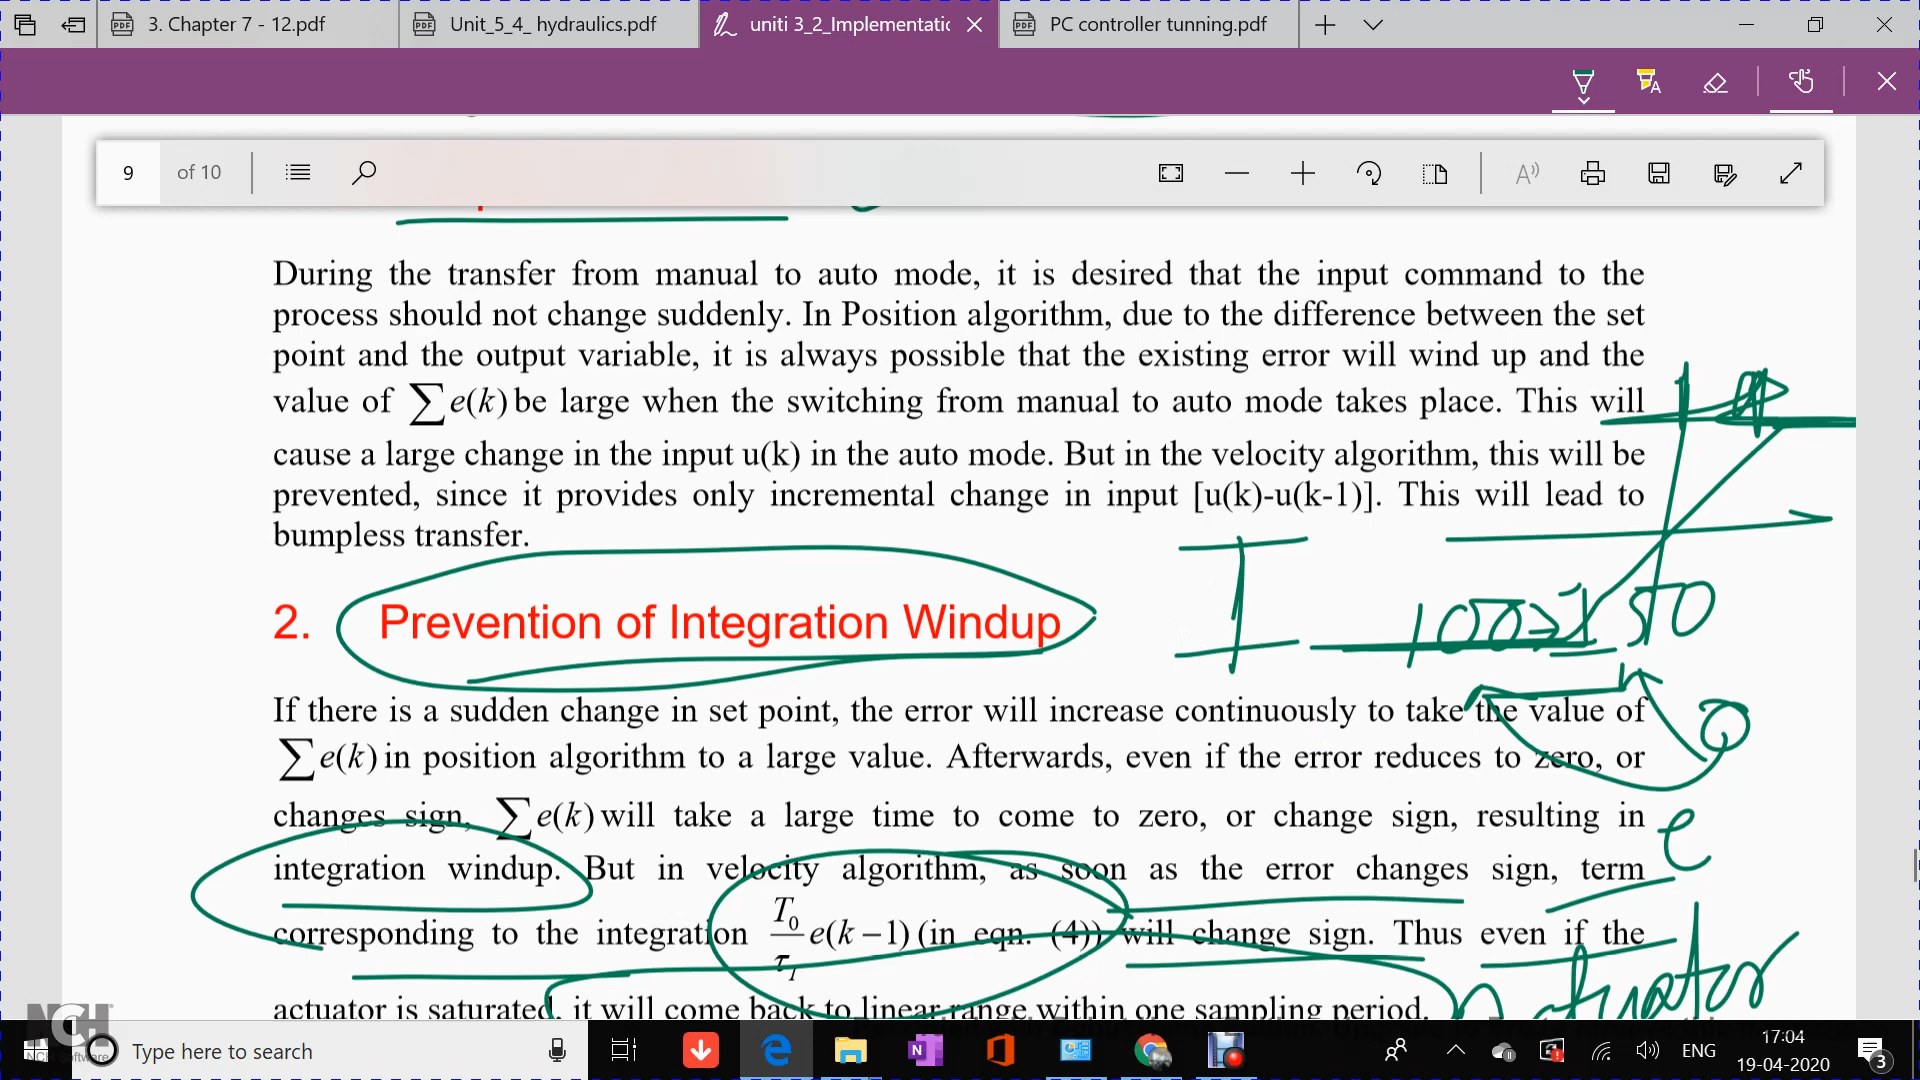 3. Chapter 7 - 12.pdf
Unit_5_4_ hydraulics.pdf
uniti 3_2_Implementatic
PC controller tunning.pdf
9 of 10
During the transfer from manual to auto mode, it is desired that the input command to the
process should not change suddenly. In Position algorithm, due to the difference between the set
point and the output variable, it is always possible that the existing error will wind up and the
value of ∑e(k) be large when the switching from manual to auto mode takes place. This will
cause a large change in the input u(k) in the auto mode. But in the velocity algorithm, this will be
prevented, since it provides only incremental change in input [u(k)-u(k-1)]. This will lead to
bumpless transfer.
I
100
50
2. Prevention of Integration Windup
If there is a sudden change in set point, the error will increase continuously to take the value of
0
∑e(k) in position algorithm to a large value. Afterwards, even if the error reduces to zero, or
changes sign, ∑e(k) will take a large time to come to zero, or change sign, resulting in
e
integration windup. But in velocity algorithm, as soon as the error changes sign, term
corresponding to the integration T₀/τ_I e(k−1) (in eqn. (4)) will change sign. Thus even if the
actuator is saturated, it will come back to linear range within one sampling period.
Actuator
NCH
NCH Software
Type here to search
ENG
17:04
19-04-2020
3